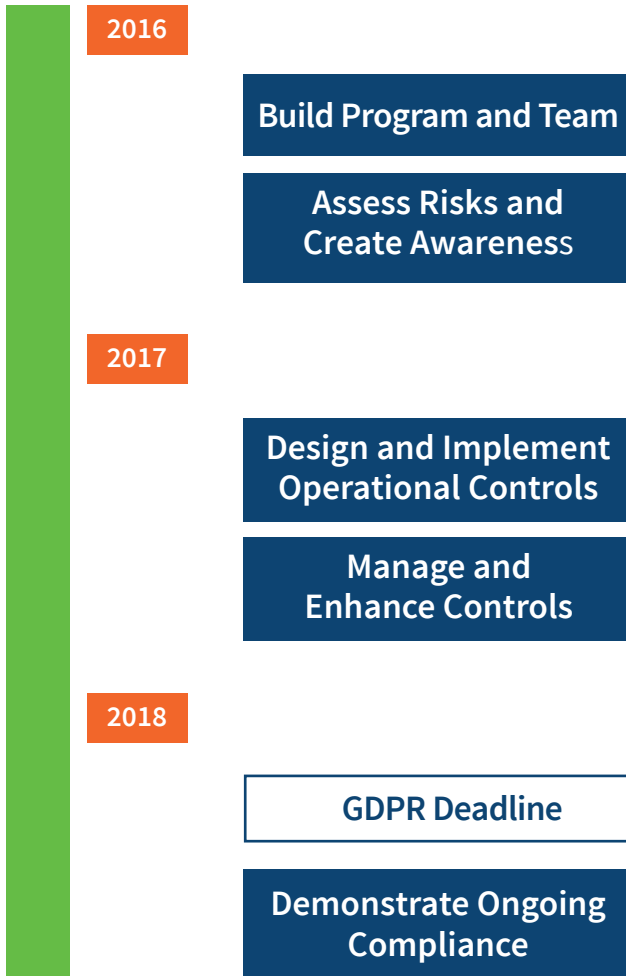 2016
Build Program and Team
Assess Risks and
Create Awareness
2017
Design and Implement
Operational Controls
Manage and
Enhance Controls
2018
GDPR Deadline
Demonstrate Ongoing
Compliance